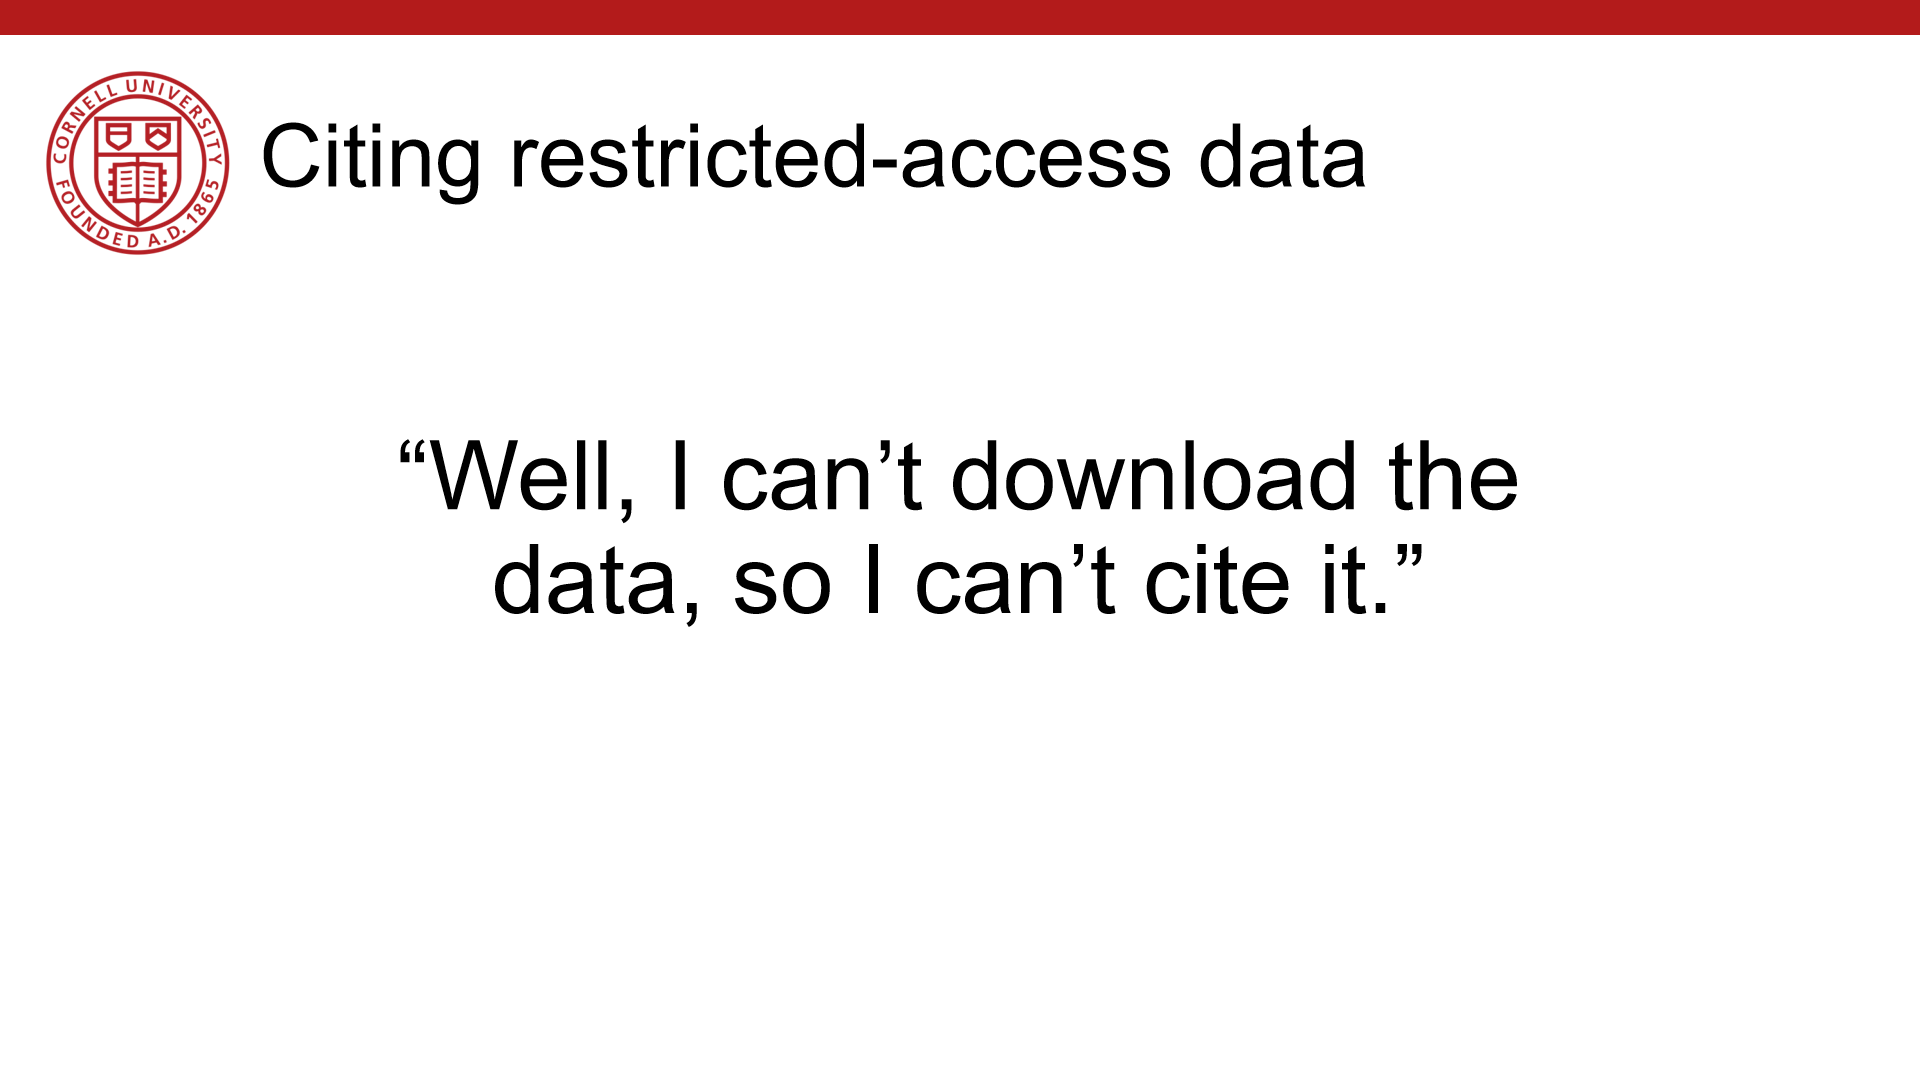 CORNELL UNIVERSITY
FOUNDED A.D. 1865
Citing restricted-access data
“Well, I can’t download the
data, so I can’t cite it.”